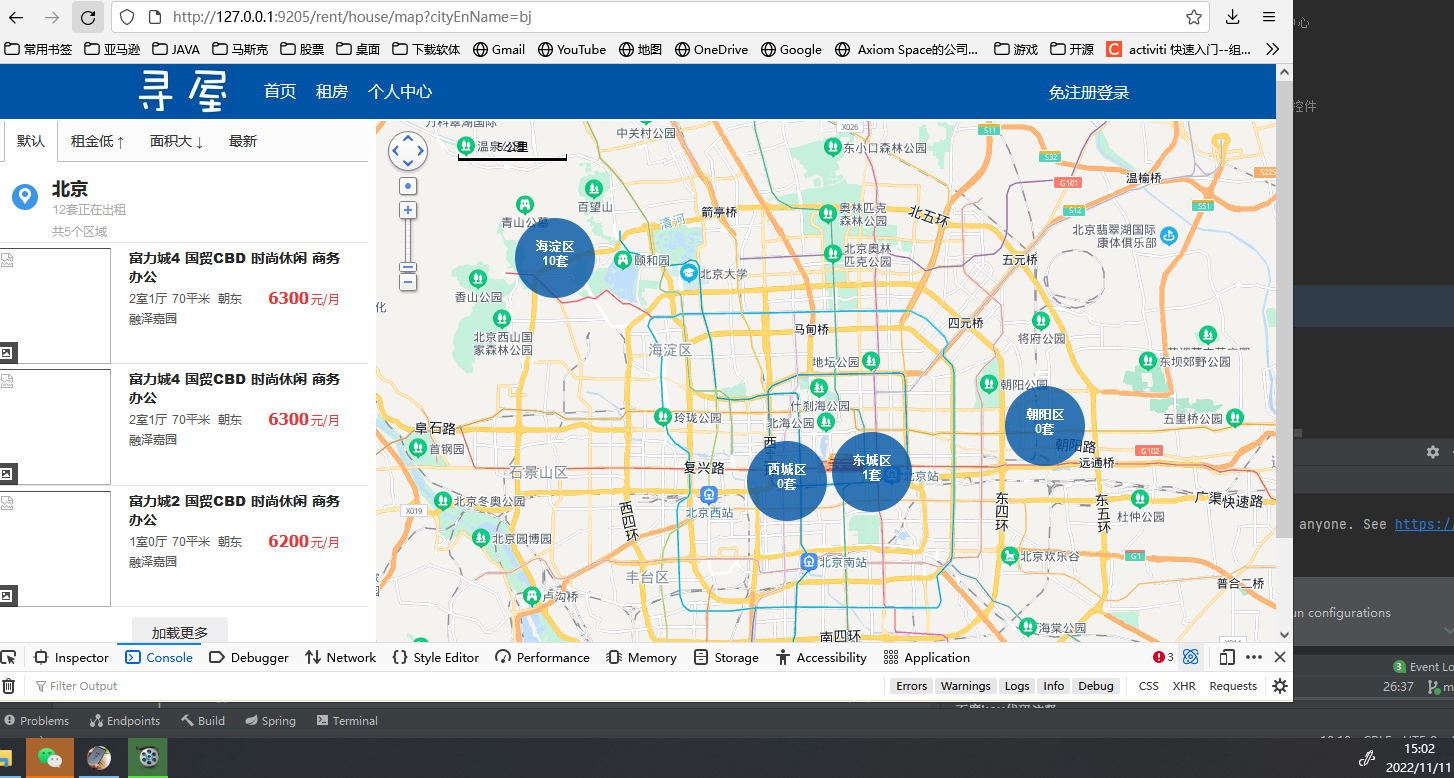 http://127.0.0.1:9205/rent/house/map?cityEnName=bj
常用书签 亚马逊 JAVA 马斯克 股票 桌面 下载软体 Gmail YouTube 地图 OneDrive Google Axiom Space的公司... 游戏 开源 activiti 快速入门--组...
寻屋 首页 租房 个人中心 免注册登录
默认 租金低↑ 面积大↓ 最新
北京
12套正在出租
共5个区域
富力城4 国贸CBD 时尚休闲 商务
办公
2室1厅 70平米 朝东 6300元/月
融泽嘉园
富力城4 国贸CBD 时尚休闲 商务
办公
2室1厅 70平米 朝东 6300元/月
融泽嘉园
富力城2 国贸CBD 时尚休闲 商务
办公
1室0厅 70平米 朝东 6200元/月
融泽嘉园
加载更多
中关村公园
X026
S11
温泉公园
5公里
东小口森林公园
S32
G101
温榆桥
S225
百望山
青山公墓
清河
箭亭桥
奥林匹克
森林公园
北五环
S12
S51
北京翡翠湖国际
康体俱乐部
海淀区
10套
颐和园
北京大学
北京奥林
匹克公园
五元桥
香山公园
北京西山国
家森林公园
海淀区
马甸桥
四元桥
将府公园
地坛公园
东坝郊野公园
什刹海公园
朝阳公园
北海公园
玲珑公园
朝阳区
0套
五里桥公园
阜石路
首钢园
石景山区
复兴路
西城区
0套
东城区
1套
北京站
朝阳路
远通桥
G102
X019
北京冬奥公园
北京西站
西四环
东四环
东五环
杜仲公园
广渠快速路
北京园博园
丰台区
北京南站
北京欢乐谷
G1
卢沟桥
普合二桥
南四环
海棠公园
Inspector Console Debugger Network Style Editor Performance Memory Storage Accessibility Application 3
Filter Output Errors Warnings Logs Info Debug CSS XHR Requests
控件
anyone. See https:/
un configurations
3 Event Lo
26:37
Problems Endpoints Build Spring Terminal
15:02
2022/11/11